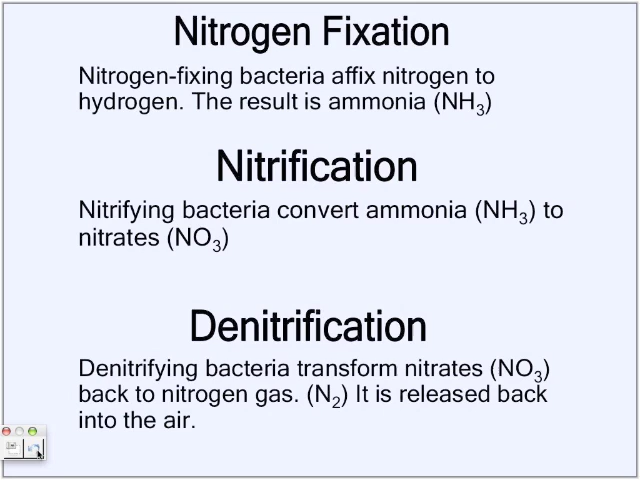 Nitrogen Fixation
Nitrogen-fixing bacteria affix nitrogen to
hydrogen. The result is ammonia (NH3)
Nitrification
Nitrifying bacteria convert ammonia (NH3) to
nitrates (NO3)
Denitrification
Denitrifying bacteria transform nitrates (NO3)
back to nitrogen gas. (N2) It is released back
into the air.